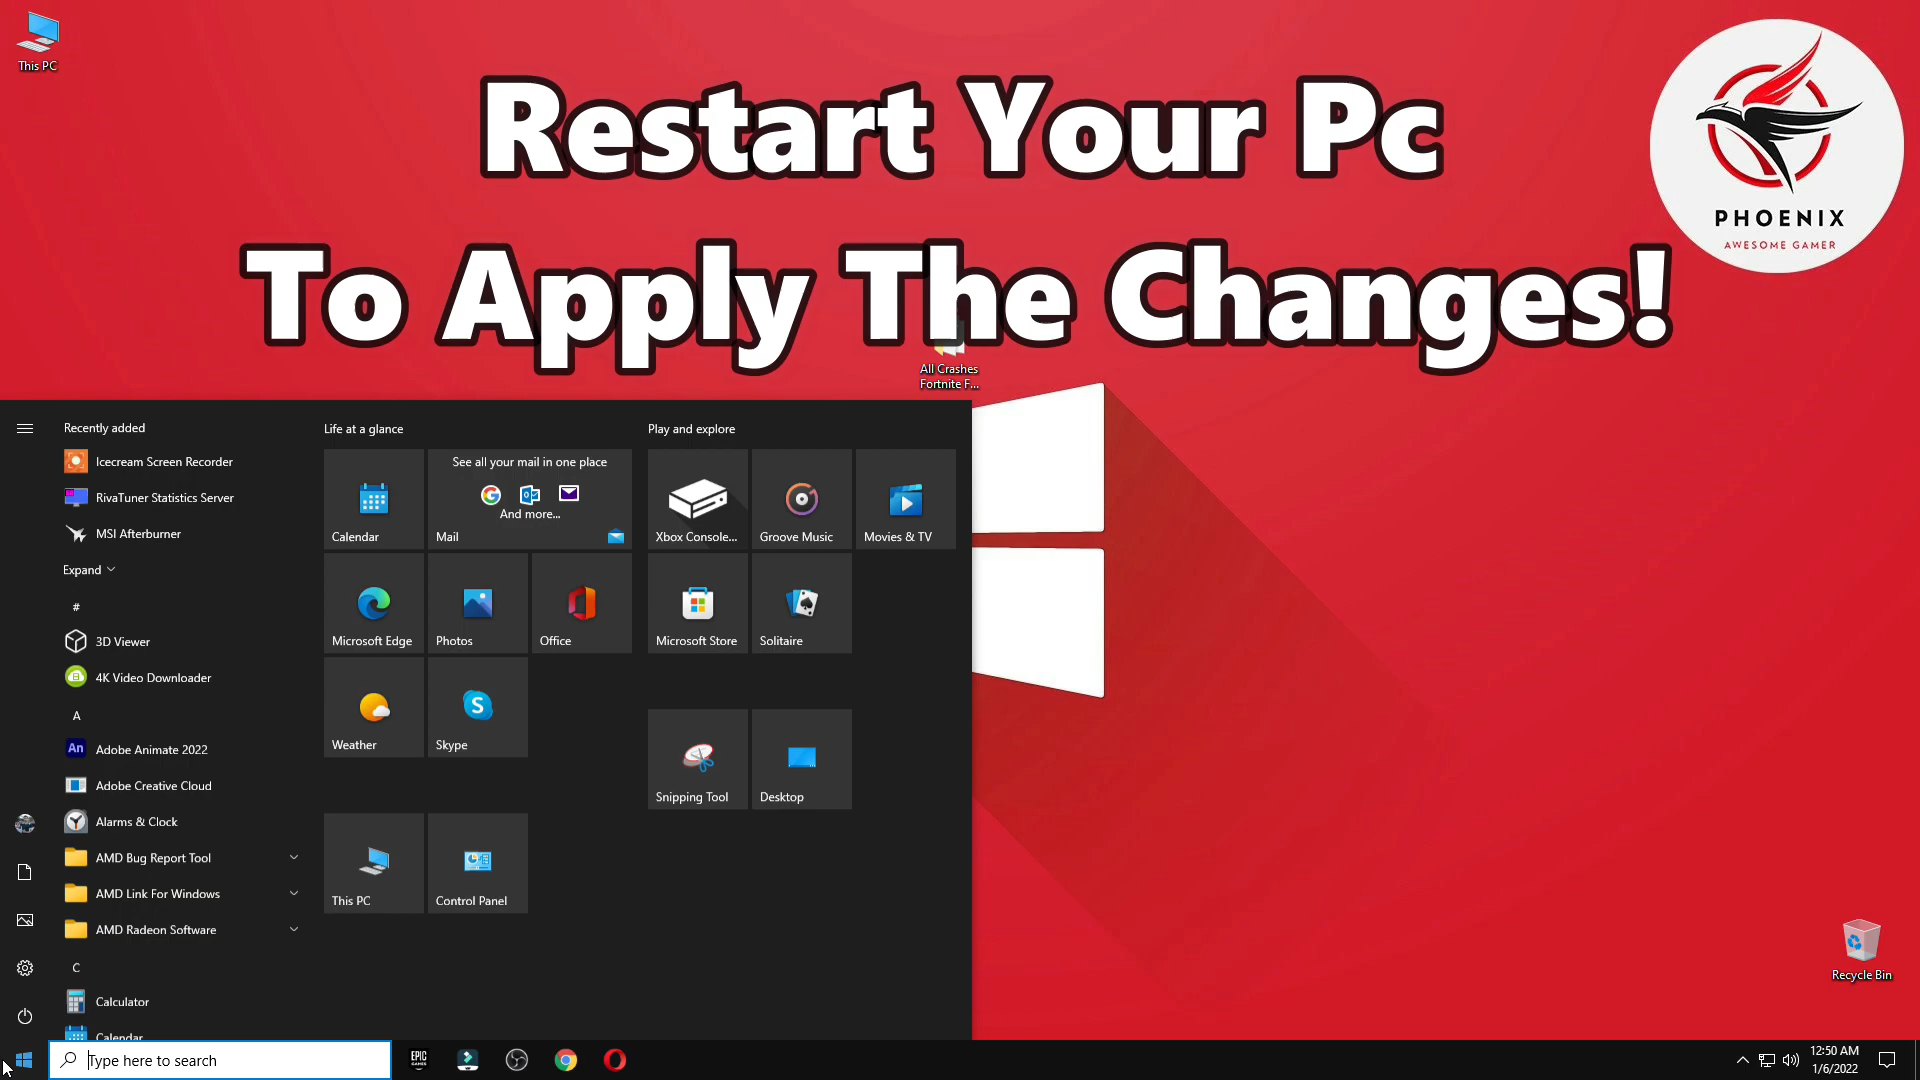 This PC
Restart Your Pc
To Apply The Changes!
PHOENIX
AWESOME GAMER
All Crashes
Fortnite F...
Recently added
Icecream Screen Recorder
RivaTuner Statistics Server
MSI Afterburner
Expand
#
3D Viewer
4K Video Downloader
A
An
Adobe Animate 2022
Adobe Creative Cloud
Alarms & Clock
AMD Bug Report Tool
AMD Link For Windows
AMD Radeon Software
C
Calculator
Calendar
Life at a glance
Calendar
See all your mail in one place
And more...
Mail
Microsoft Edge
Photos
Office
Weather
S
Skype
This PC
Control Panel
Play and explore
Xbox Console...
Groove Music
Movies & TV
Microsoft Store
Solitaire
Snipping Tool
Desktop
Recycle Bin
Type here to search
EPIC
GAMES
12:50 AM
1/6/2022